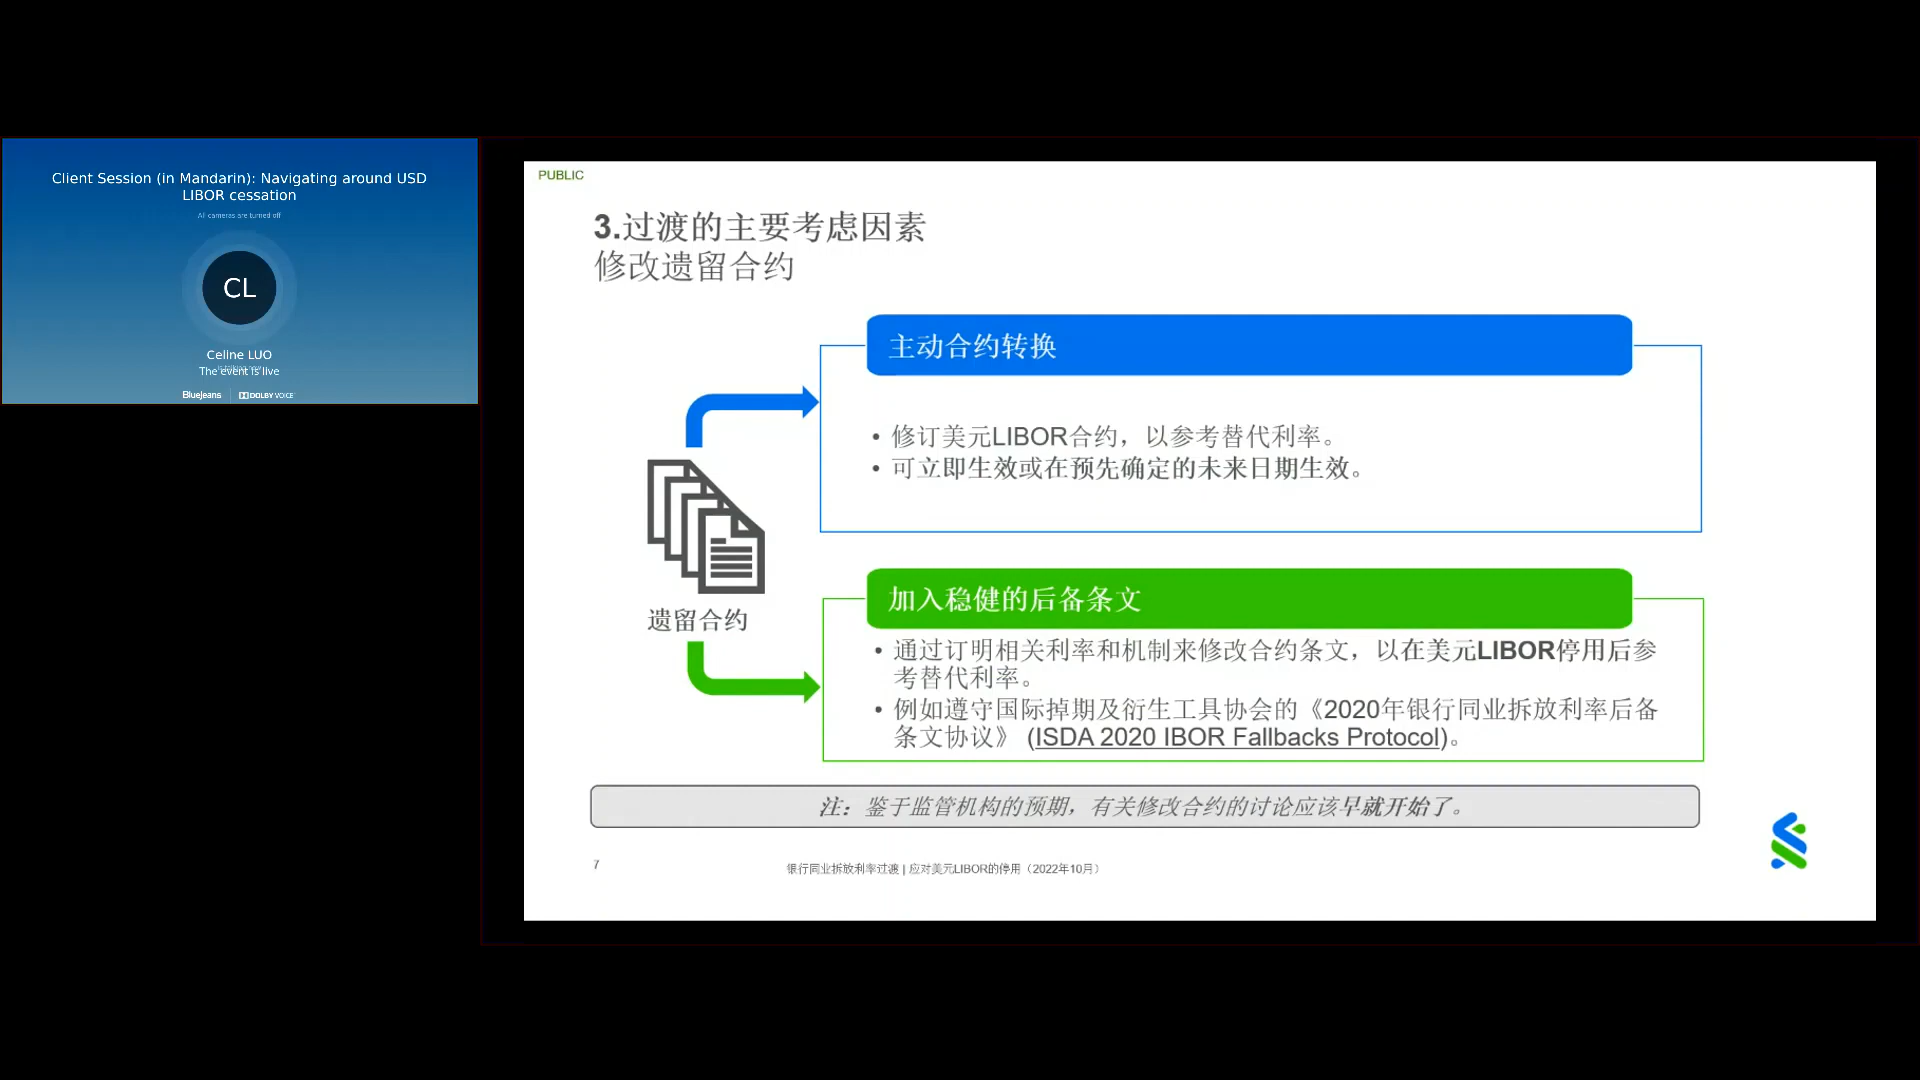 Client Session (in Mandarin): Navigating around USD
LIBOR cessation
All cameras are turned off
CL
Celine LUO
The event is live
BlueJeans
DOLBY VOICE
PUBLIC
3.过渡的主要考虑因素
修改遗留合约
主动合约转换
• 修订美元LIBOR合约，以参考替代利率。
• 可立即生效或在预先确定的未来日期生效。
遗留合约
加入稳健的后备条文
• 通过订明相关利率和机制来修改合约条文，以在美元LIBOR停用后参
考替代利率。
• 例如遵守国际掉期及衍生工具协会的《2020年银行同业拆放利率后备
条文协议》 (ISDA 2020 IBOR Fallbacks Protocol)。
注：鉴于监管机构的预期，有关修改合约的讨论应该早就开始了。
7
银行同业拆放利率过渡 | 应对美元LIBOR的停用（2022年10月）